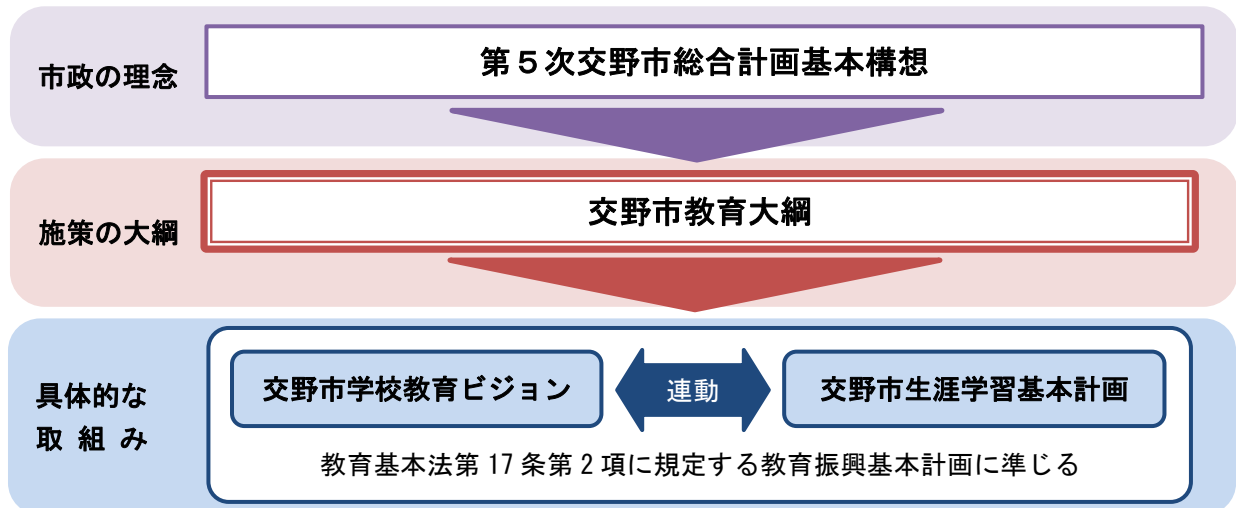 市政の理念
第５次交野市総合計画基本構想
施策の大綱
交野市教育大綱
具体的な
取 組 み
交野市学校教育ビジョン
連動
交野市生涯学習基本計画
教育基本法第 17 条第 2 項に規定する教育振興基本計画に準じる